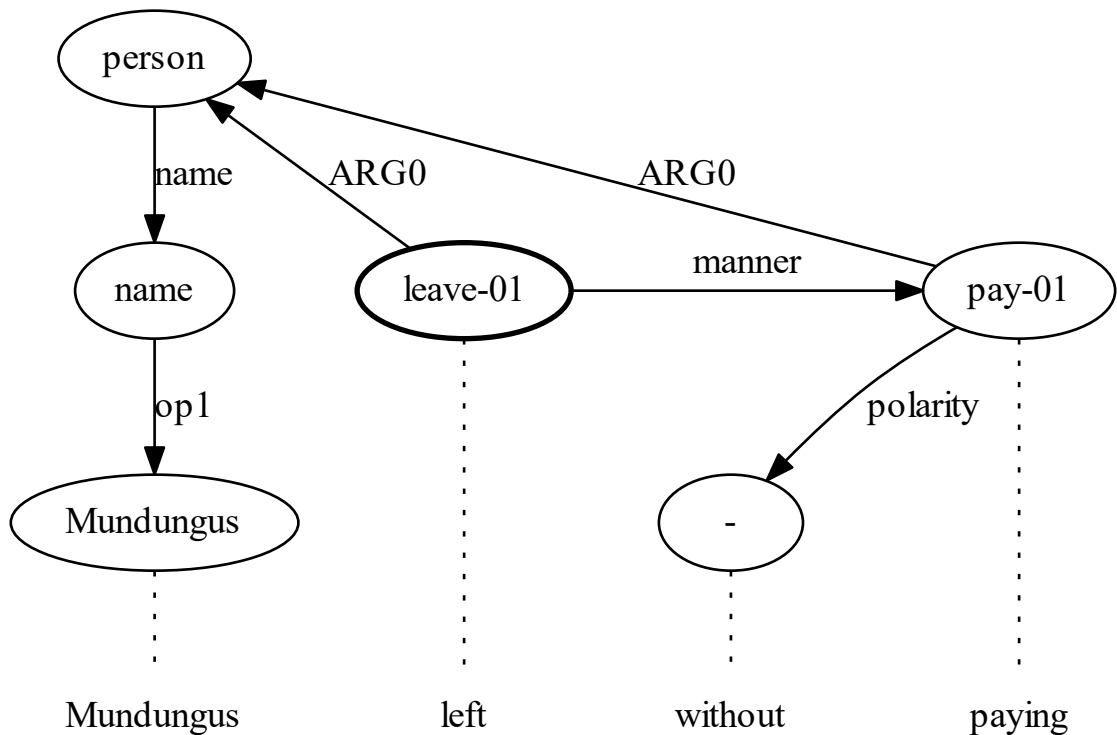 person
name ARG0 ARG0
manner
name leave-01 pay-01
op1 polarity
Mundungus -
Mundungus left without paying